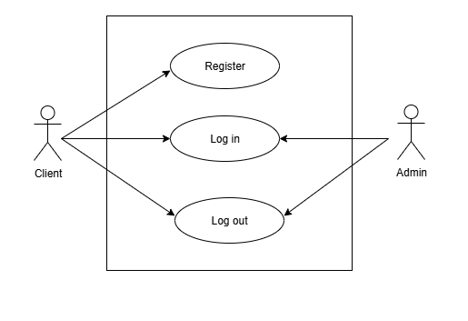 Register
Log in
Client
Admin
Log out